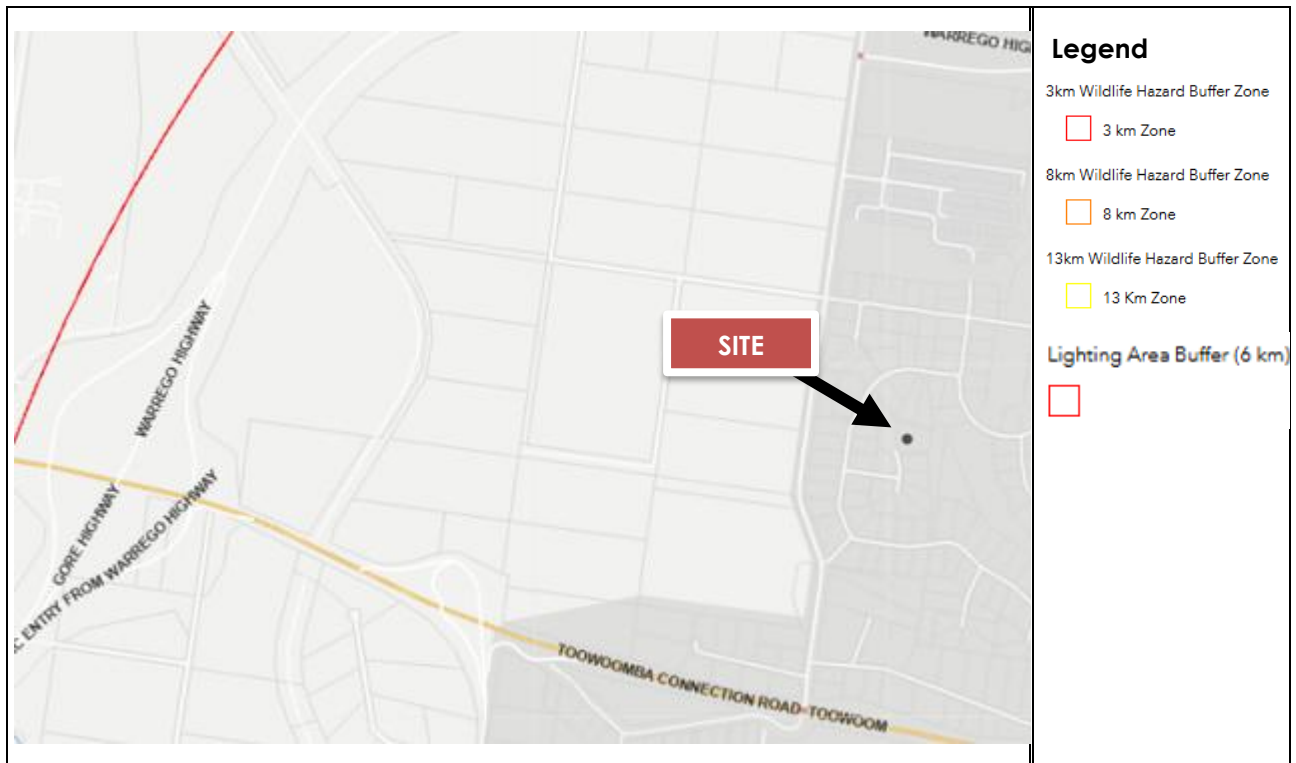 WARREGO HIG
SITE
WARREGO HIGHWAY
GORE HIGHWAY
C ENTRY FROM WARREGO HIGHWAY
TOOWOOMBA CONNECTION ROAD-TOOWOOM
Legend
3km Wildlife Hazard Buffer Zone
3 km Zone
8km Wildlife Hazard Buffer Zone
8 km Zone
13km Wildlife Hazard Buffer Zone
13 Km Zone
Lighting Area Buffer (6 km)